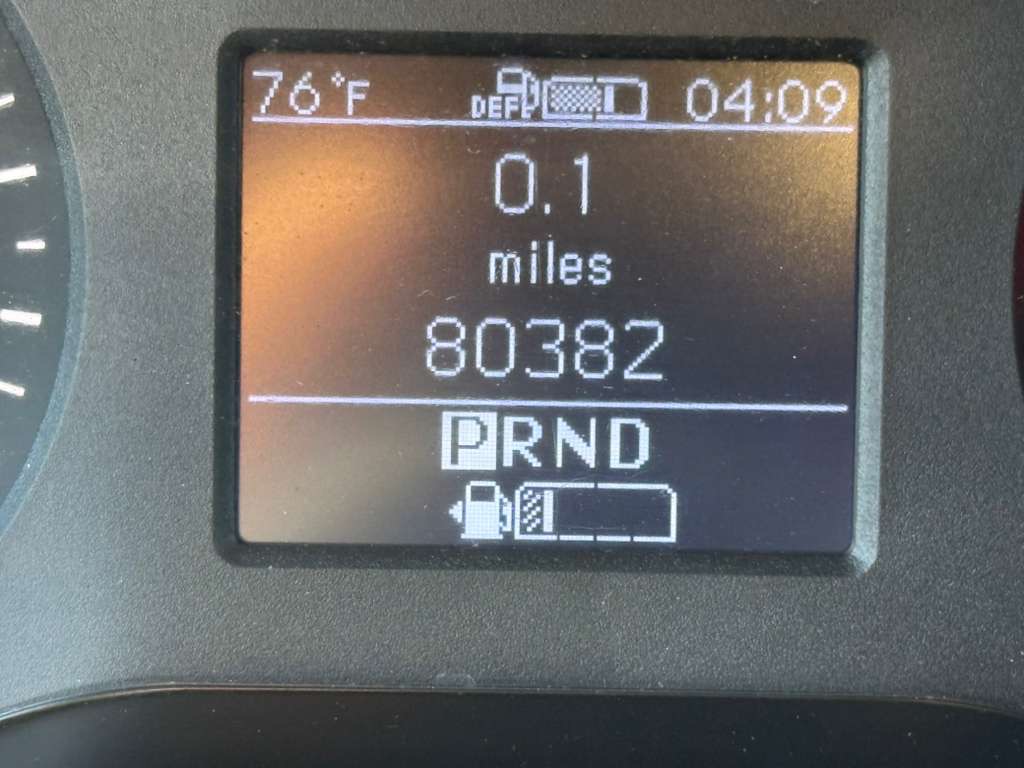 76°F DEF 04:09
0.1
miles
80382
PRND